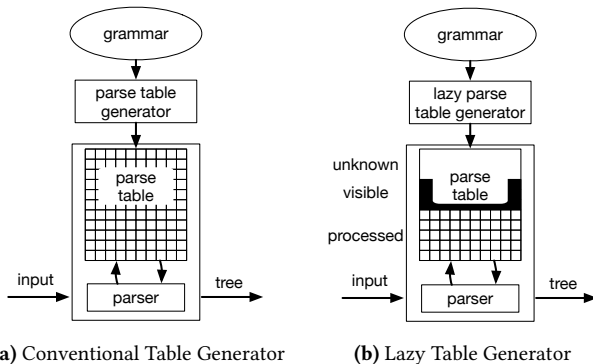 grammar
parse table
generator
parse
table
input
parser
tree
a) Conventional Table Generator
grammar
lazy parse
table generator
unknown
visible
processed
parse
table
input
parser
tree
(b) Lazy Table Generator